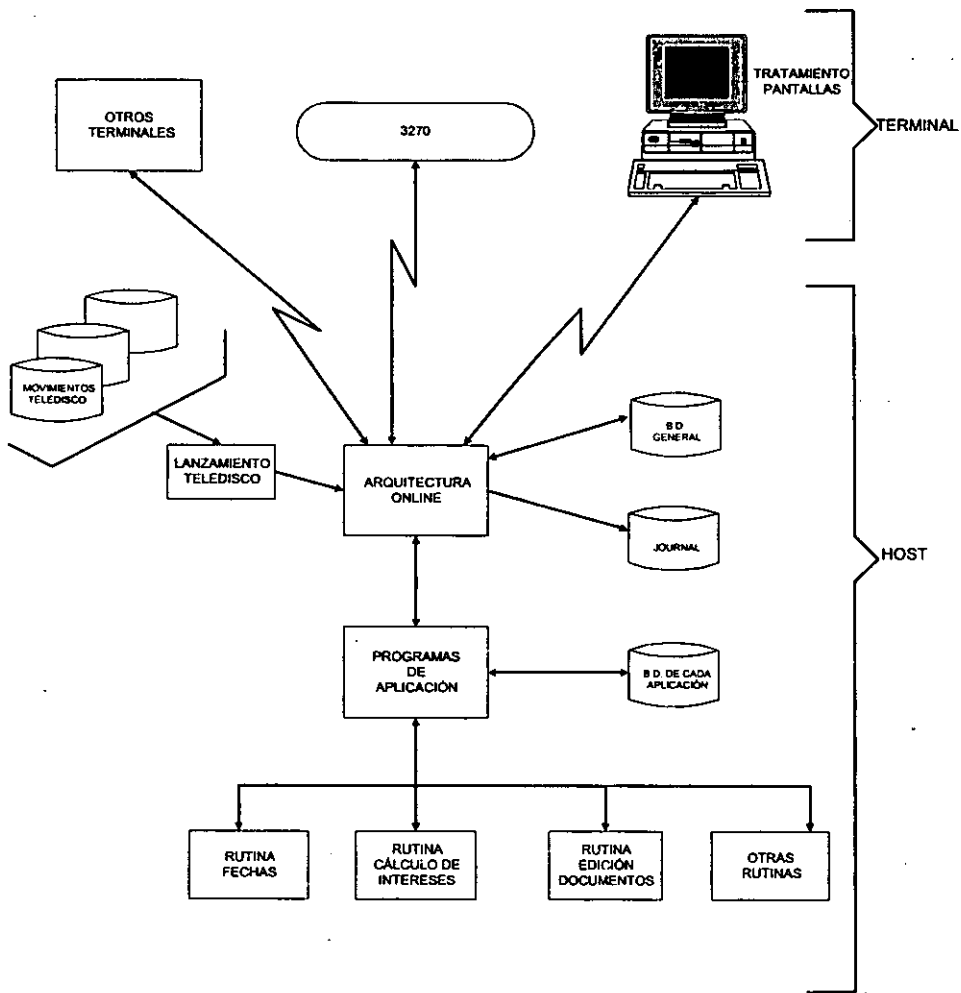 TRATAMIENTO
PANTALLAS
TERMINAL
OTROS
TERMINALES
3270
MOVIMIENTOS
TELEDISCO
LANZAMIENTO
TELEDISCO
ARQUITECTURA
ONLINE
B D
GENERAL
JOURNAL
HOST
PROGRAMAS
DE
APLICACIÓN
B D. DE CADA
APLICACIÓN
RUTINA
FECHAS
RUTINA
CÁLCULO DE
INTERESES
RUTINA
EDICIÓN
DOCUMENTOS
OTRAS
RUTINAS